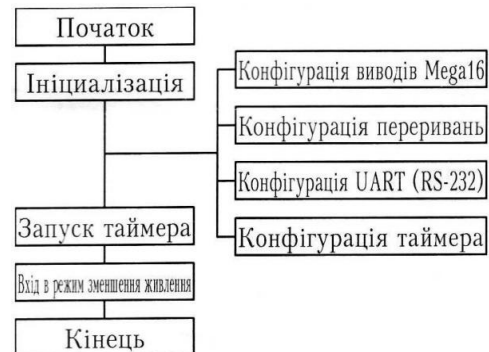 Початок
Ініціалізація
Конфігурація виводів Mega16
Конфігурація переривань
Конфігурація UART (RS-232)
Конфігурація таймера
Запуск таймера
Вхід в режим зменшення живлення
Кінець